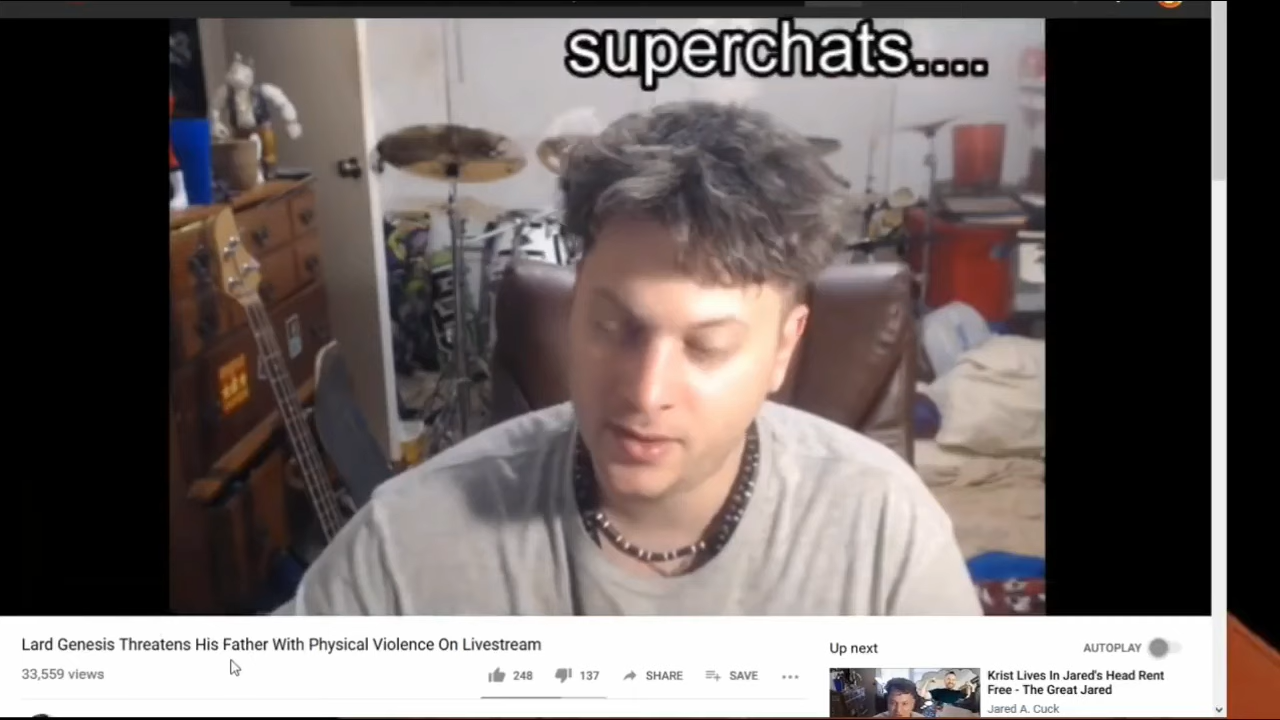 superchats....
Lard Genesis Threatens His Father With Physical Violence On Livestream
33,559 views
248
137
SHARE
SAVE
Up next
AUTOPLAY
Krist Lives In Jared's Head Rent
Free - The Great Jared
Jared A. Cuck